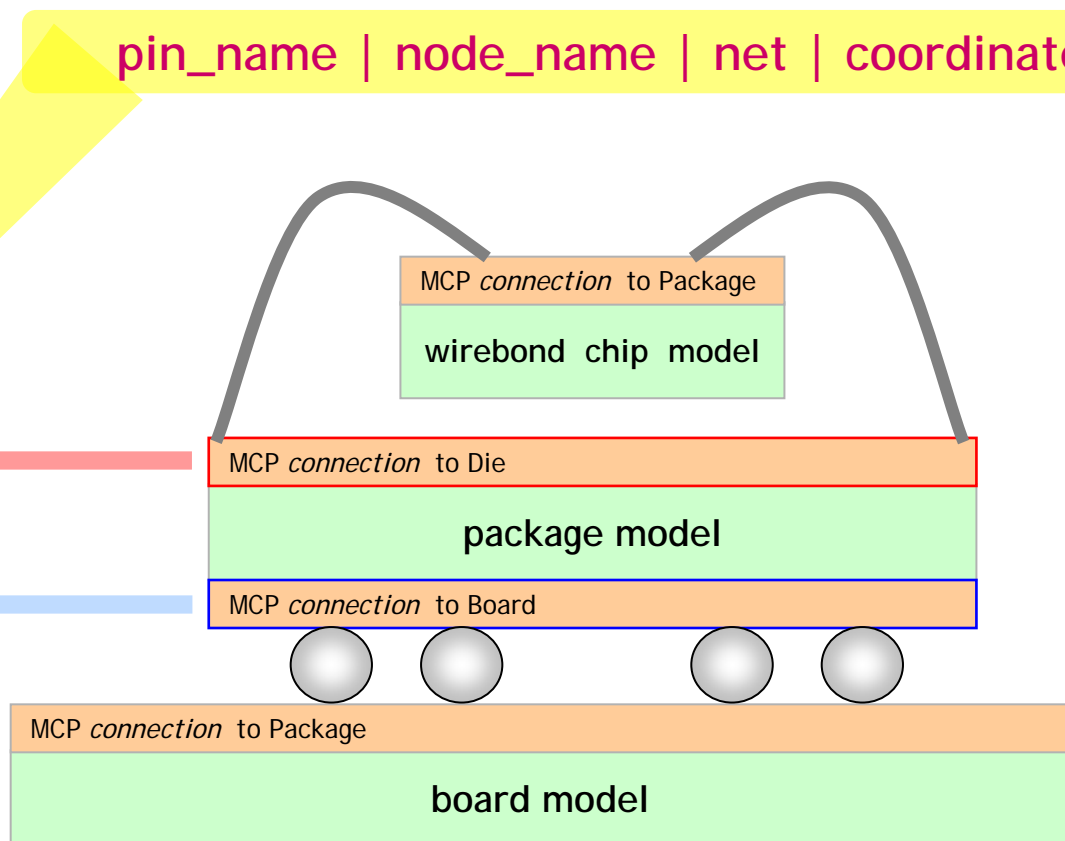 pin_name | node_name | net | coordinate
MCP connection to Package
wirebond chip model
MCP connection to Die
package model
MCP connection to Board
MCP connection to Package
board model